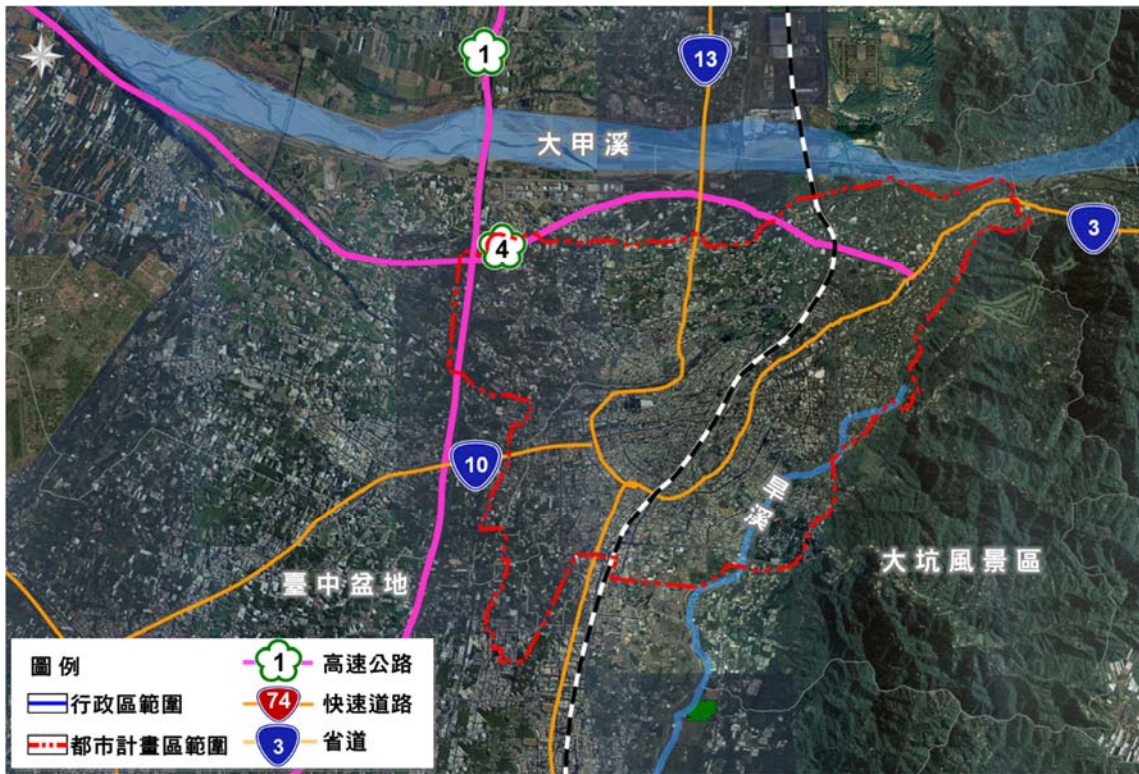 1
13
大甲溪
3
4
10
旱溪
大坑風景區
臺中盆地
圖例
1 高速公路
行政區範圍
74 快速道路
都市計畫區範圍
3 省道